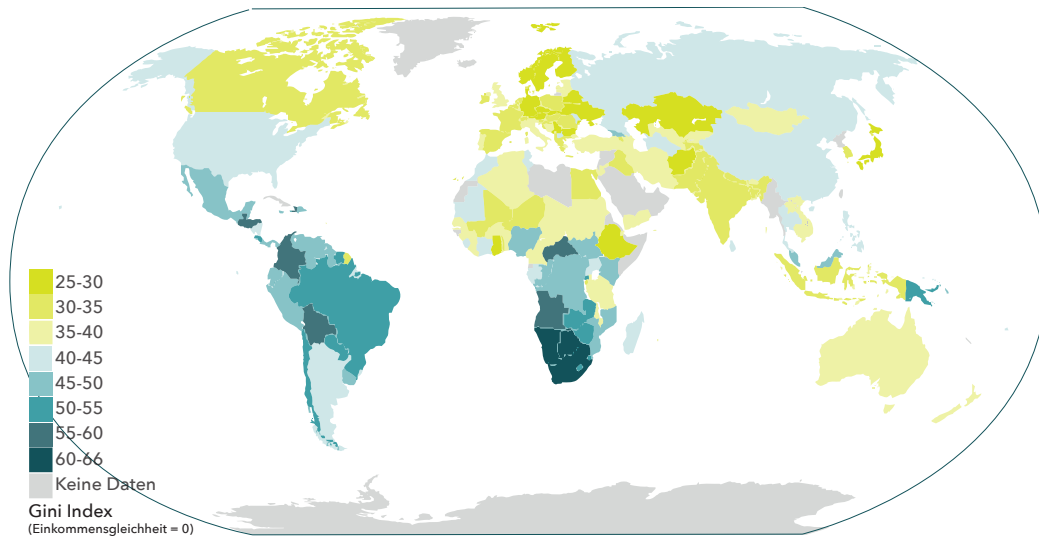 25-30
30-35
35-40
40-45
45-50
50-55
55-60
60-66
Keine Daten
Gini Index
(Einkommensgleichheit = 0)